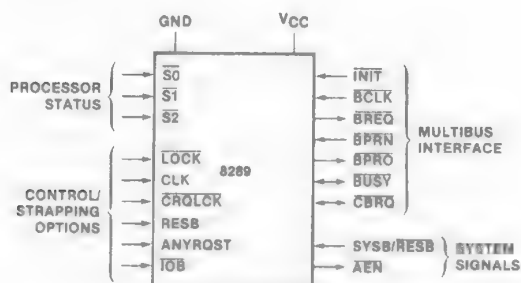 GND VCC
PROCESSOR
STATUS
S0
S1
S2
CONTROL/
STRAPPING
OPTIONS
LOCK
CLK
CRQLCK
RESB
ANYRQST
IOB
8289
INIT
BCLK
BREQ
BPRN
BPRO
BUSY
CBRQ
MULTIBUS
INTERFACE
SYSB/RESB
AEN
SYSTEM
SIGNALS